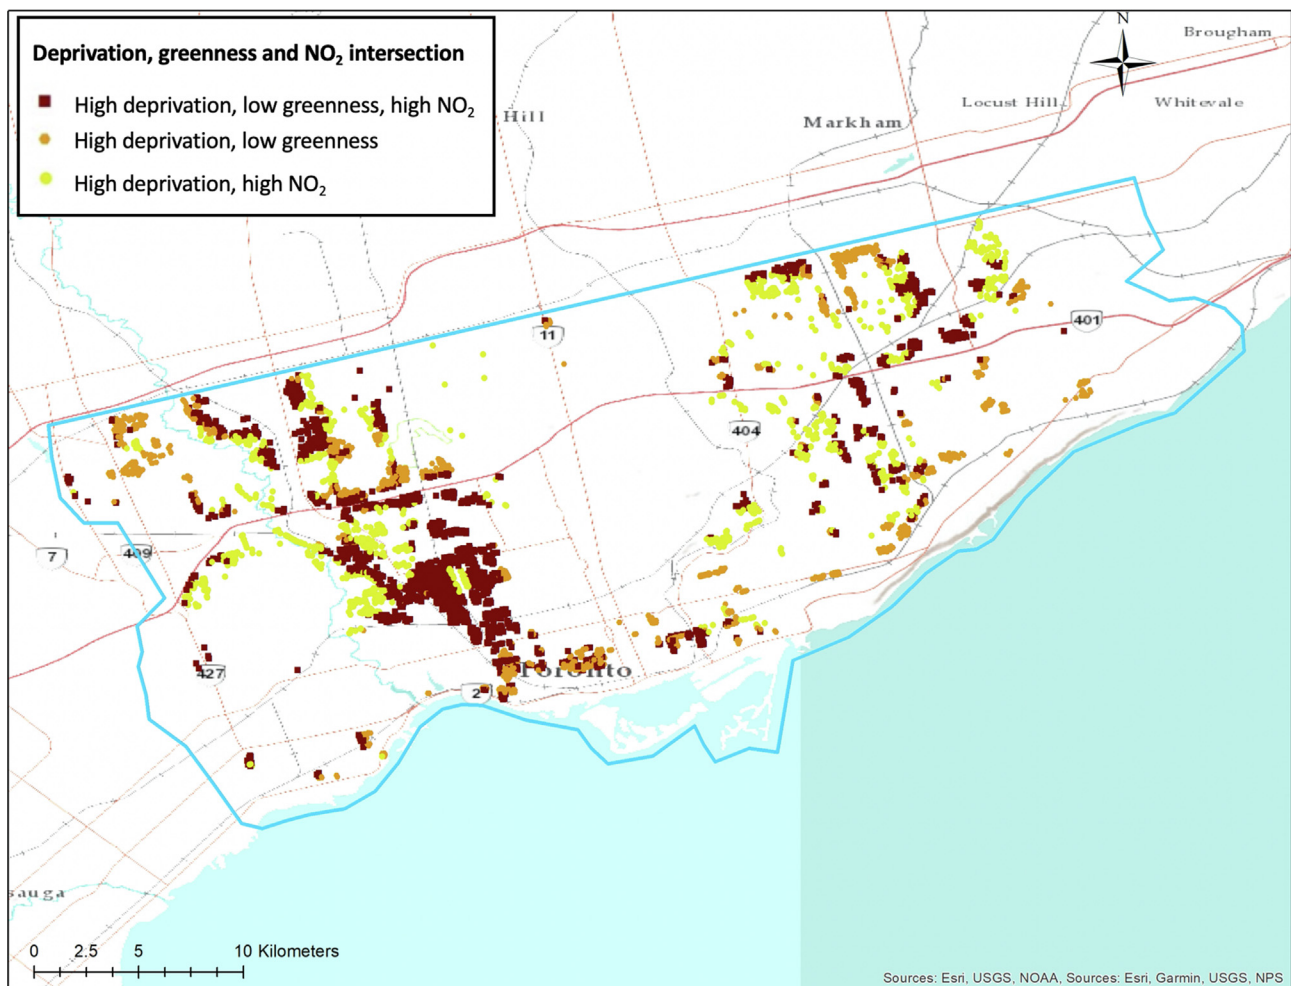 Deprivation, greenness and NO₂ intersection
High deprivation, low greenness, high NO₂
High deprivation, low greenness
High deprivation, high NO₂
N
Brougham
Locust Hill
Whitevale
Hill
Markham
401
11
404
7
409
427
Toronto
2
sauga
0 2.5 5 10 Kilometers
Sources: Esri, USGS, NOAA, Sources: Esri, Garmin, USGS, NPS